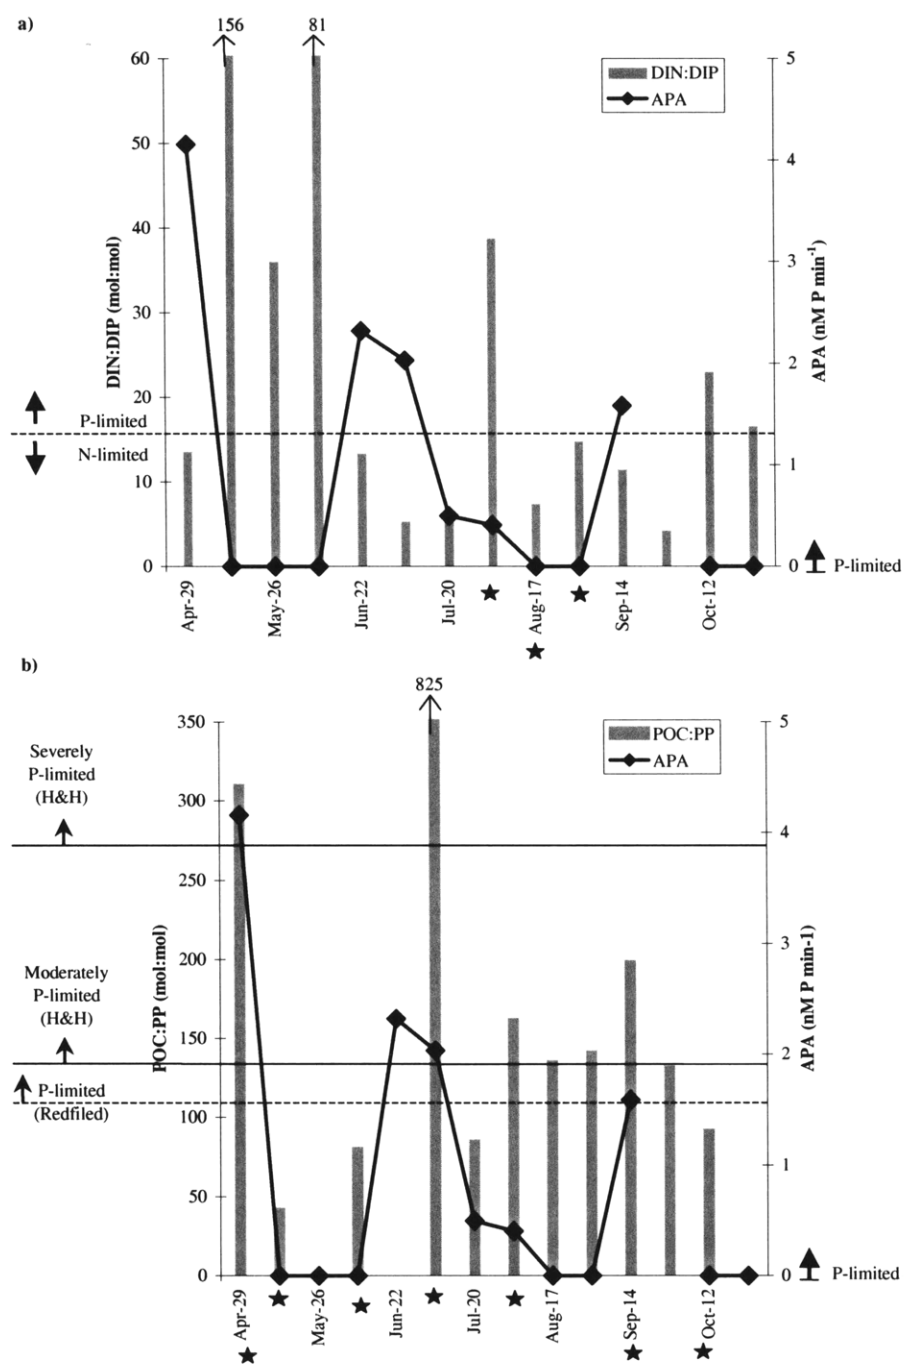 a)
156
81
60
50
40
30
20
10
0
DIN:DIP (mol:mol)
5
4
3
2
1
0
APA (nM P min⁻¹)
DIN:DIP
APA
P-limited
N-limited
P-limited
Apr-29
May-26
Jun-22
Jul-20
Aug-17
Sep-14
Oct-12
b)
825
350
300
250
200
150
100
50
0
POC:PP (mol:mol)
5
4
3
2
1
0
APA (nM P min-1)
POC:PP
APA
Severely
P-limited
(H&H)
Moderately
P-limited
(H&H)
P-limited
(Redfiled)
P-limited
Apr-29
May-26
Jun-22
Jul-20
Aug-17
Sep-14
Oct-12